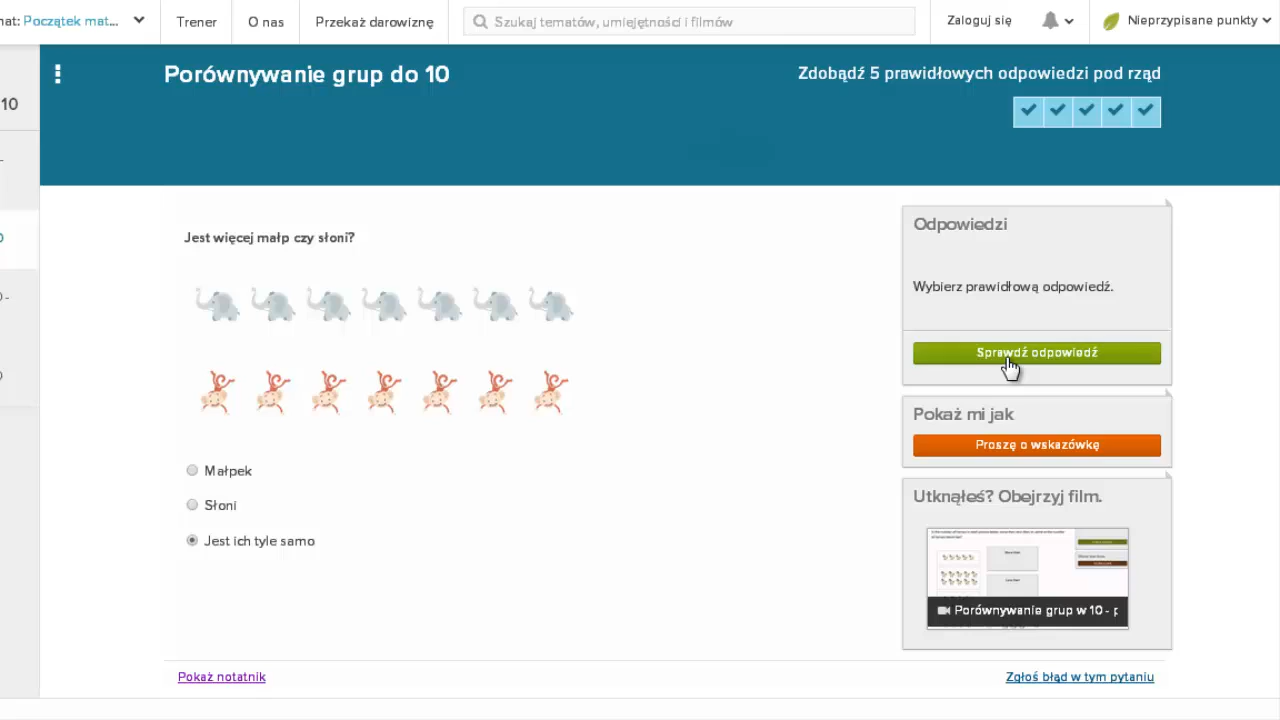 nat: Początek mat...
Trener
O nas
Przekaż darowiznę
Szukaj tematów, umiejętności i filmów
Zaloguj się
Nieprzypisane punkty
10
Porównywanie grup do 10
Zdobądź 5 prawidłowych odpowiedzi pod rząd
Jest więcej małp czy słoni?
Małpek
Słoni
Jest ich tyle samo
Odpowiedzi
Wybierz prawidłową odpowiedź.
Sprawdź odpowiedź
Pokaż mi jak
Proszę o wskazówkę
Utknąłeś? Obejrzyj film.
Porównywanie grup w 10 - p
Pokaż notatnik
Zgłoś błąd w tym pytaniu